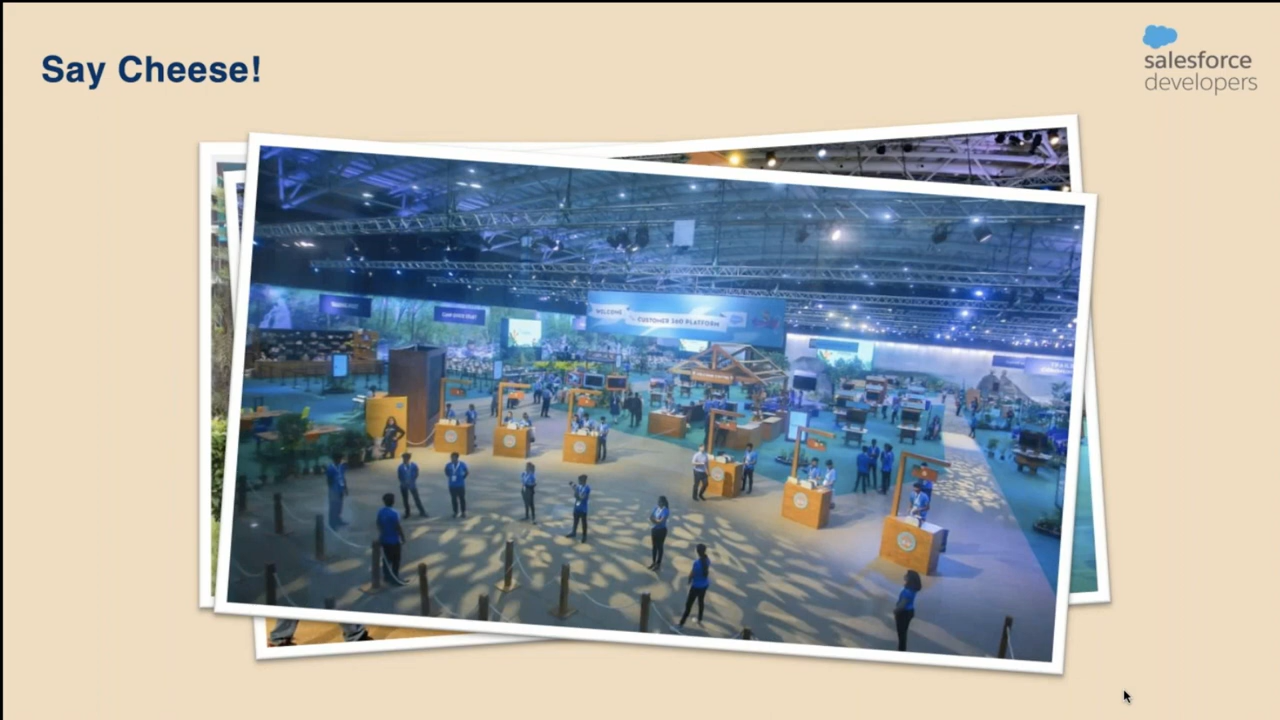 Say Cheese!
salesforce
developers
WELCOME
CUSTOMER 360 PLATFORM